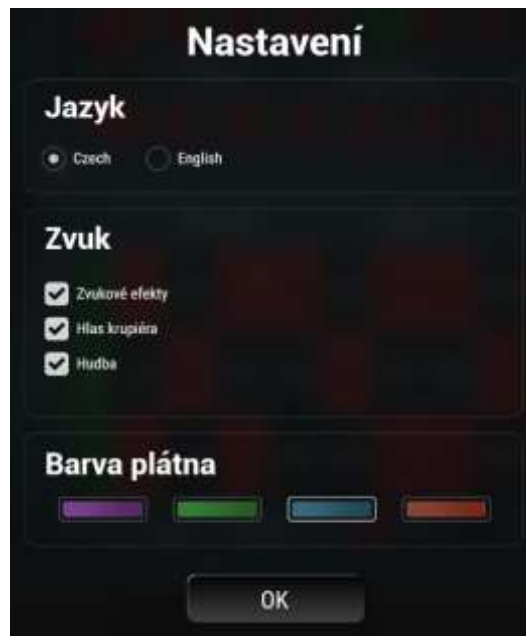 Nastavení
Jazyk
Czech English
Zvuk
Zvukové efekty
Hlas krupiéra
Hudba
Barva plátna
OK